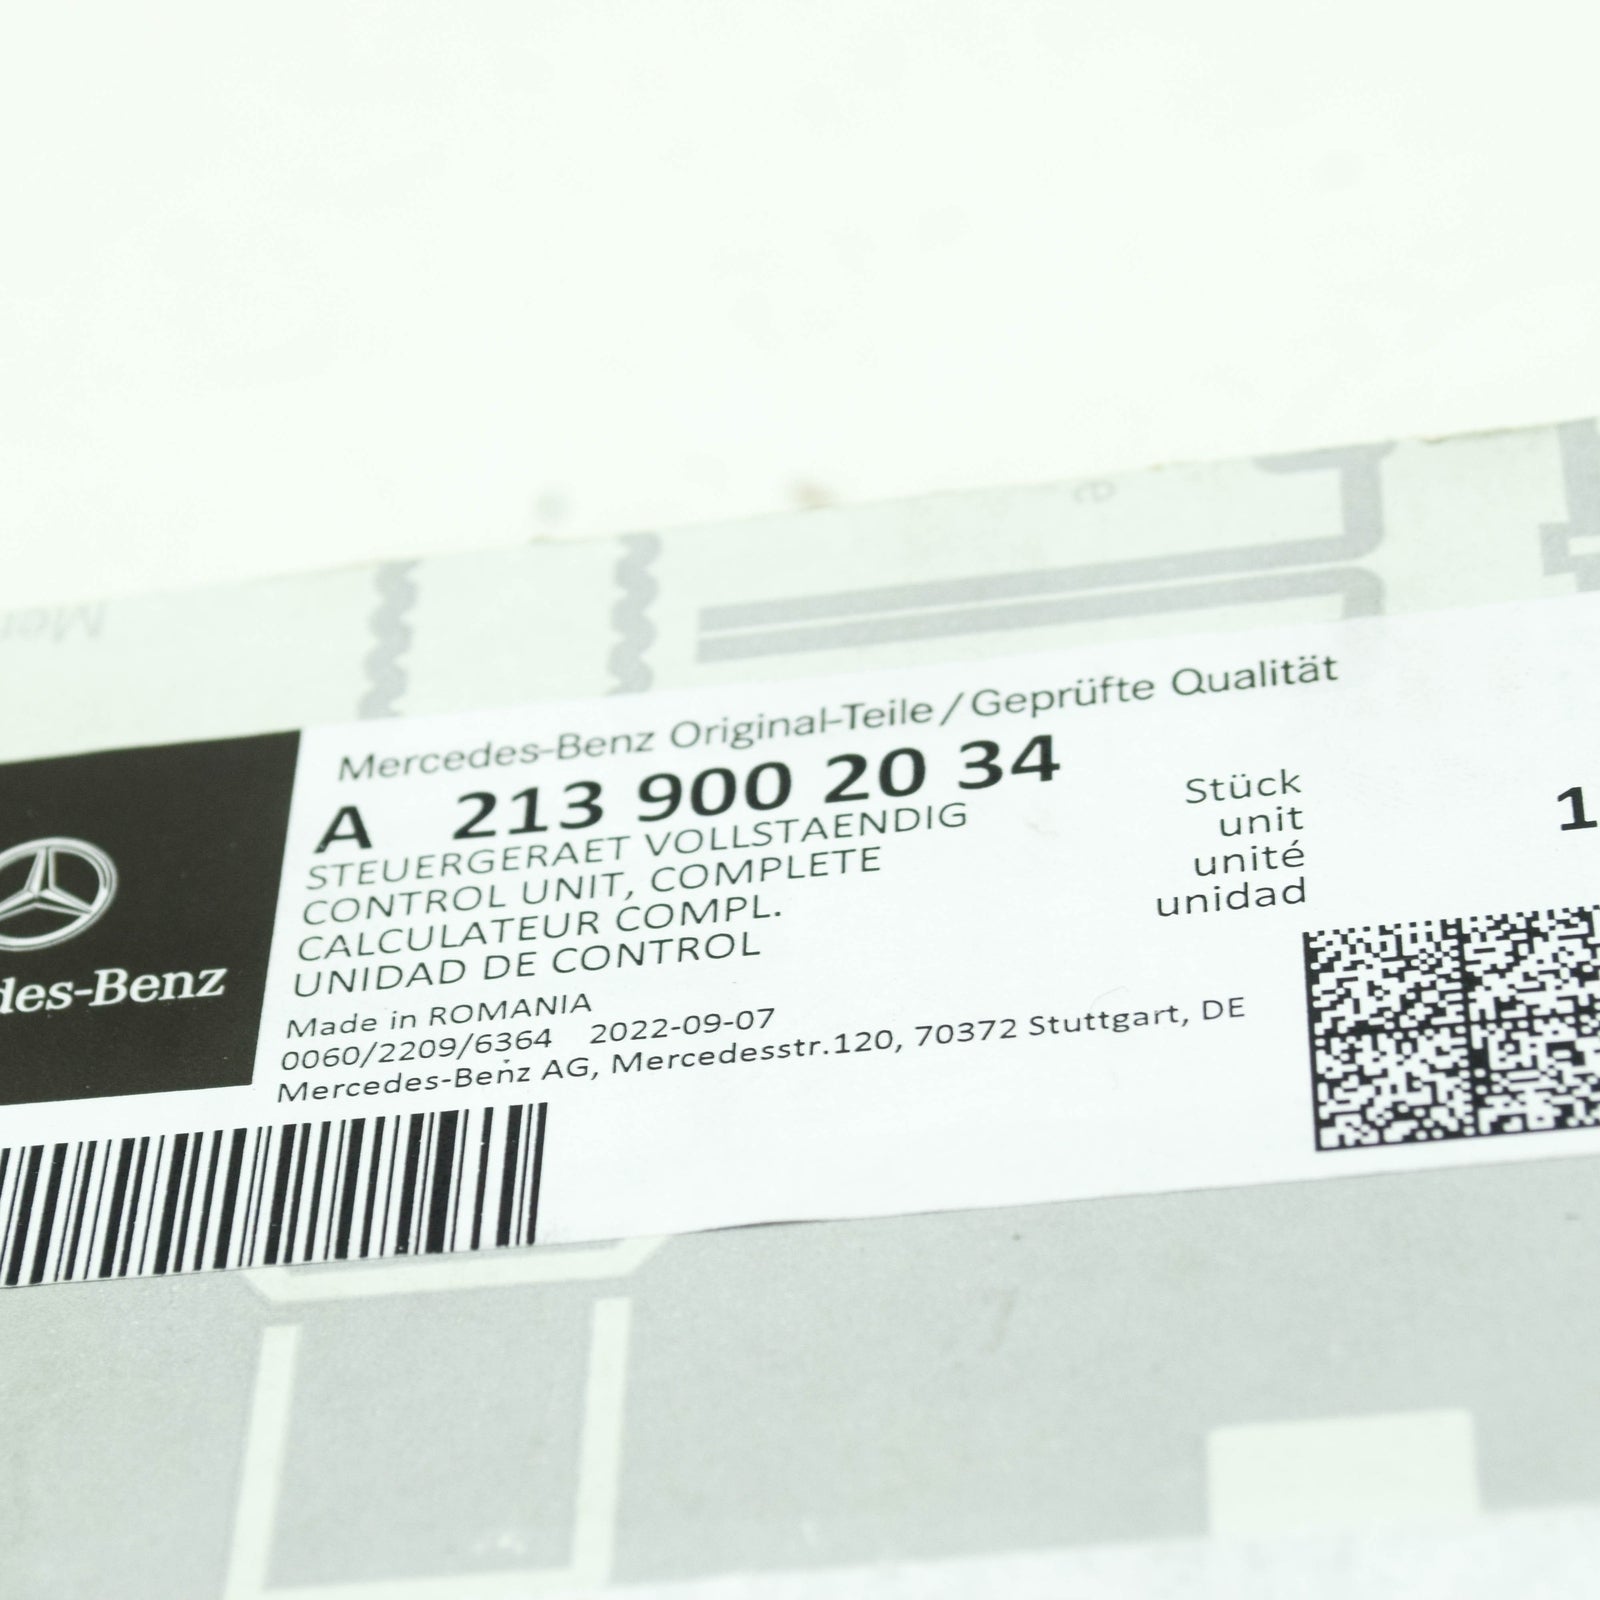 Mercedes-Benz Original-Teile/Geprüfte Qualität
A 213 900 20 34
STEUERGERAET VOLLSTAENDIG
CONTROL UNIT, COMPLETE
CALCULATEUR COMPL.
UNIDAD DE CONTROL
Stück 1
unit
unité
unidad
Made in ROMANIA
0060/2209/6364 2022-09-07
Mercedes-Benz AG, Mercedesstr.120, 70372 Stuttgart, DE
des-Benz